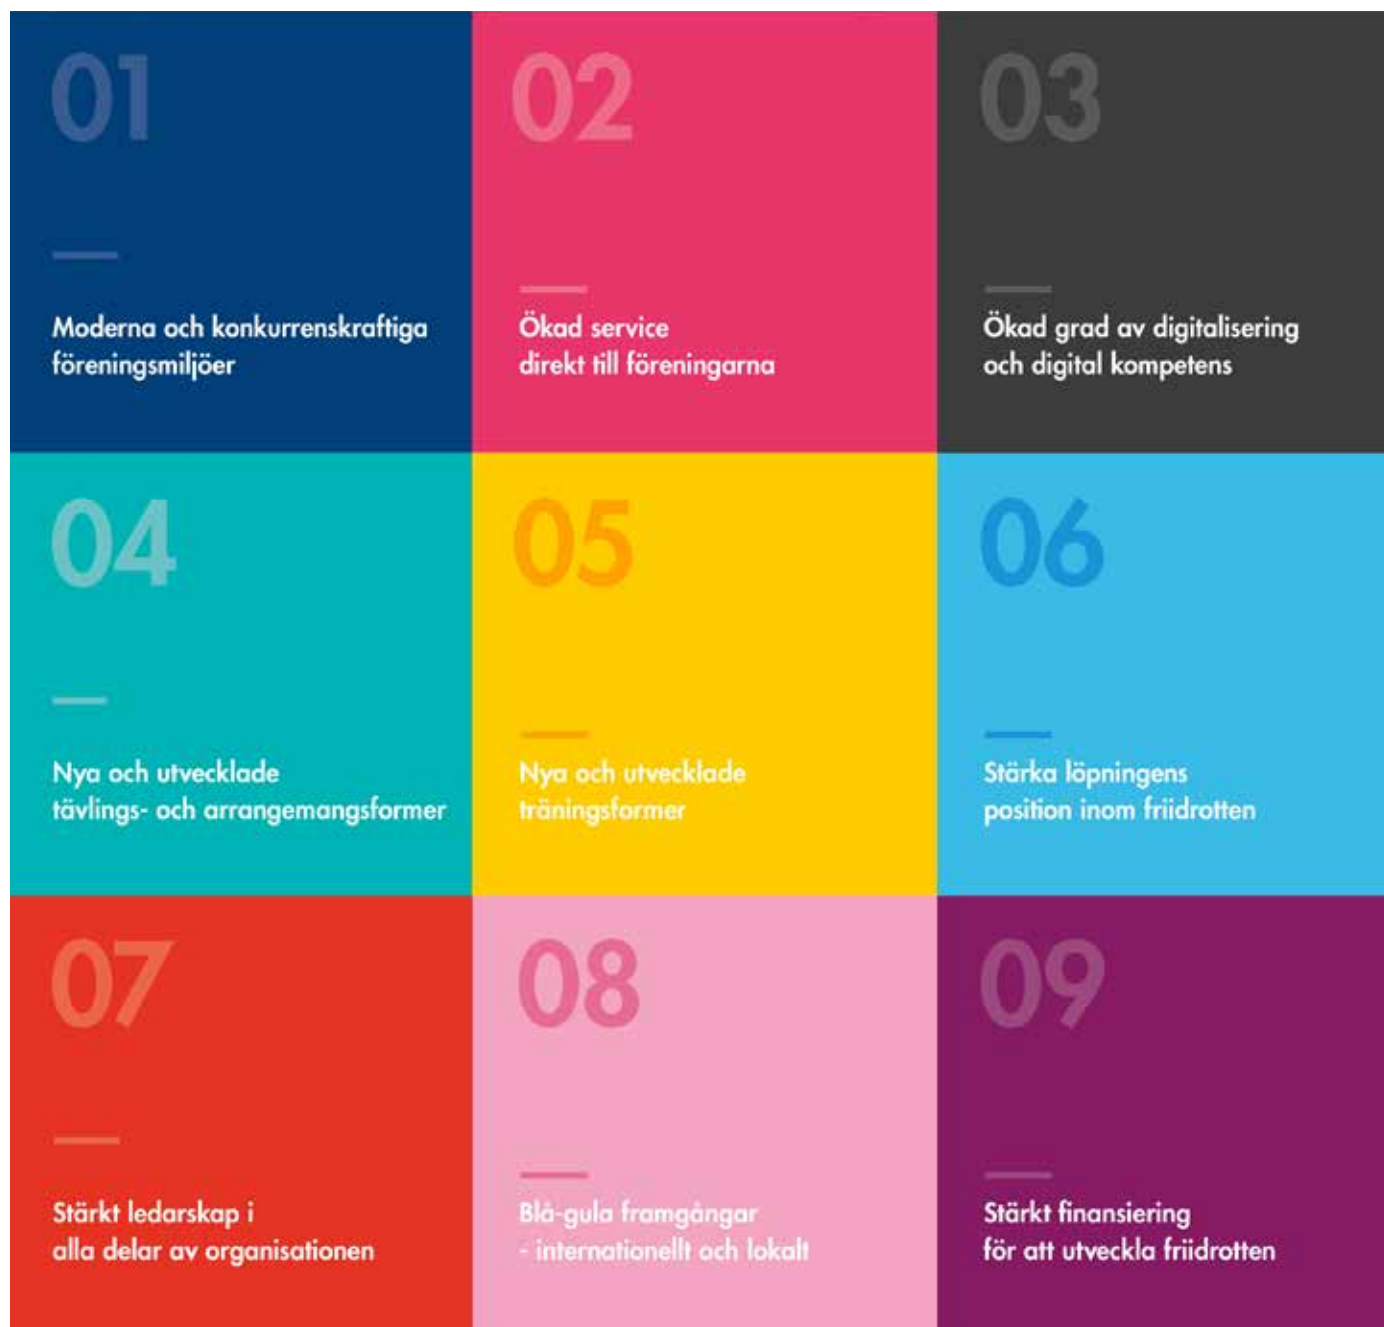 01
Moderna och konkurrenskraftiga
föreningsmiljöer
02
Ökad service
direkt till föreningarna
03
Ökad grad av digitalisering
och digital kompetens
04
Nya och utvecklade
tävlings- och arrangemangsformer
05
Nya och utvecklade
träningsformer
06
Stärka löpningens
position inom friidrotten
07
Stärkt ledarskap i
alla delar av organisationen
08
Blå-gula framgångar
- internationellt och lokalt
09
Stärkt finansiering
för att utveckla friidrotten